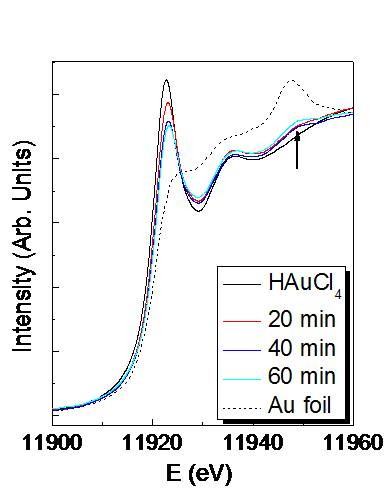 Intensity (Arb. Units)
HAuCl4
20 min
40 min
60 min
Au foil
11900 11920 11940 11960
E (eV)